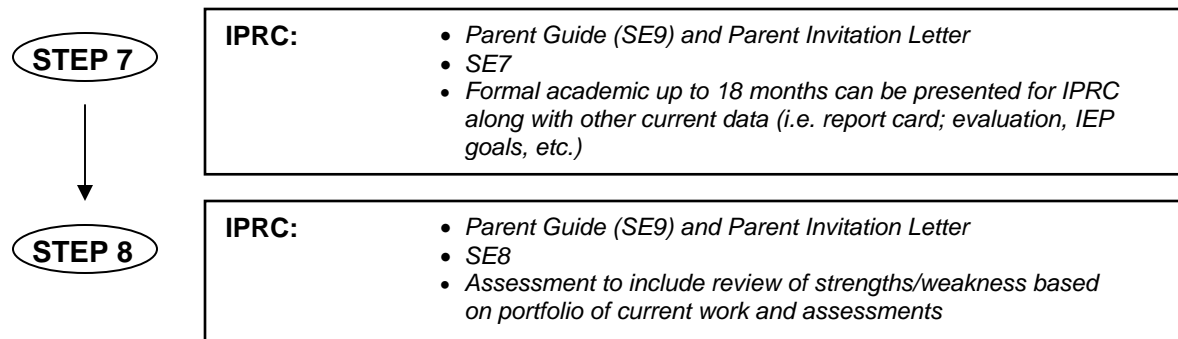 STEP 7
IPRC:
• Parent Guide (SE9) and Parent Invitation Letter
• SE7
• Formal academic up to 18 months can be presented for IPRC
along with other current data (i.e. report card; evaluation, IEP
goals, etc.)
STEP 8
IPRC:
• Parent Guide (SE9) and Parent Invitation Letter
• SE8
• Assessment to include review of strengths/weakness based
on portfolio of current work and assessments